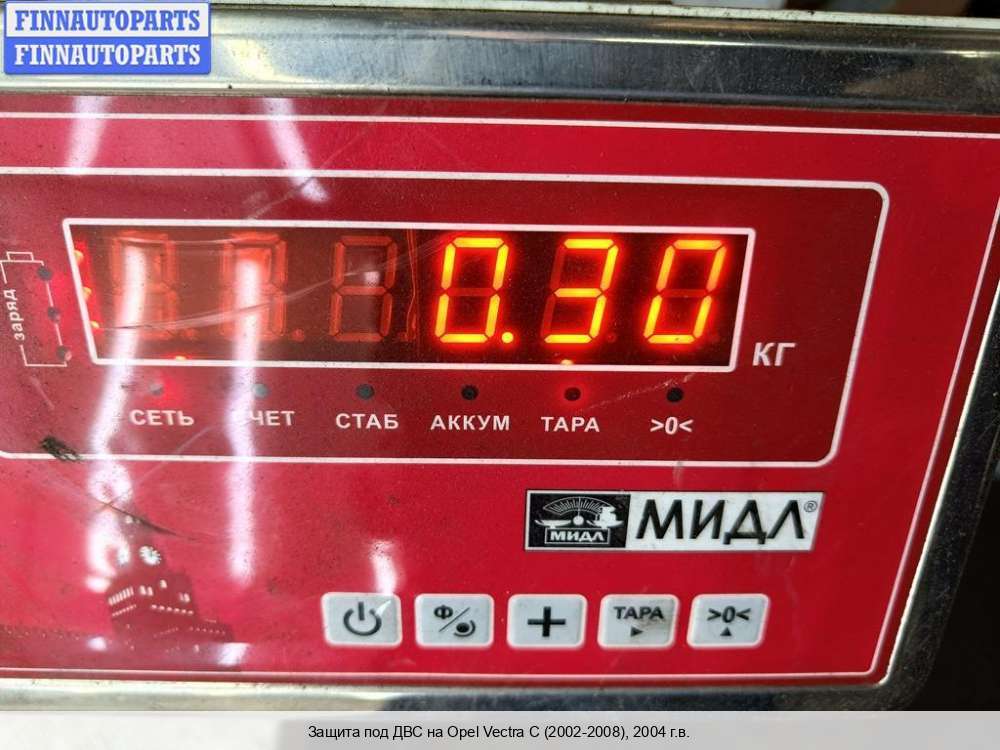 FINNAUTOPARTS
FINNAUTOPARTS
0.30
КГ
заряд
СЕТЬ СЧЕТ СТАБ АККУМ ТАРА >0<
МИДЛ МИДЛ®
Ф/ + ТАРА >0<
Защита под ДВС на Opel Vectra C (2002-2008), 2004 г.в.